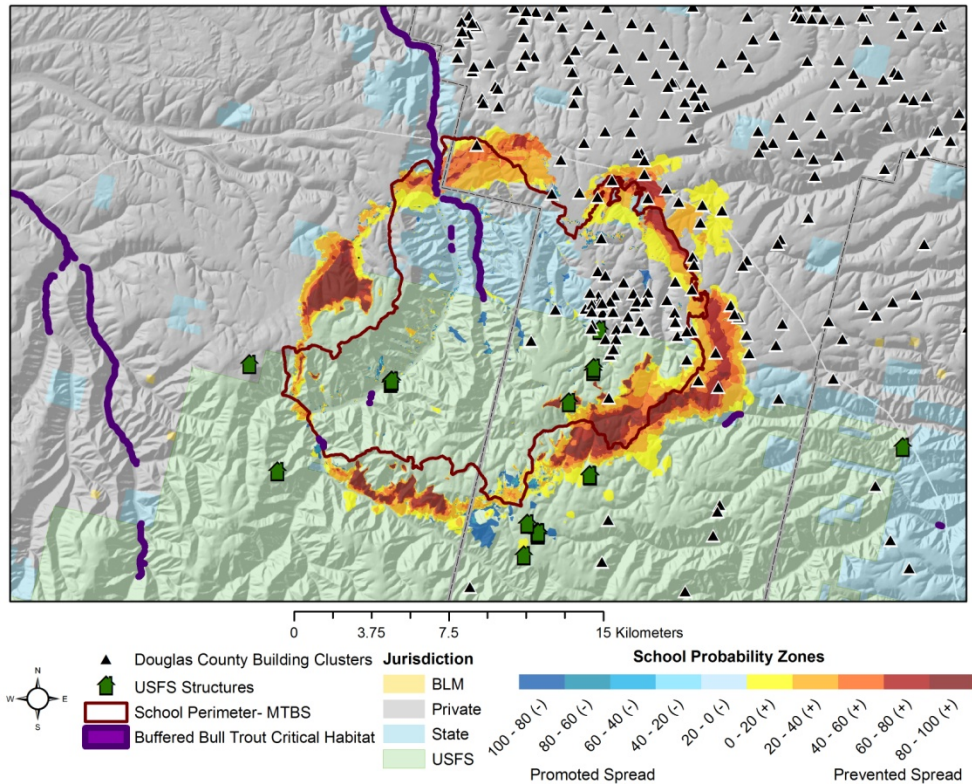 0 3.75 7.5 15 Kilometers
N
W E
S
Douglas County Building Clusters
USFS Structures
School Perimeter- MTBS
Buffered Bull Trout Critical Habitat
Jurisdiction
BLM
Private
State
USFS
School Probability Zones
100 - 80 (-)
80 - 60 (-)
60 - 40 (-)
40 - 20 (-)
20 - 0 (-)
0 - 20 (+)
20 - 40 (+)
40 - 60 (+)
60 - 80 (+)
80 - 100 (+)
Promoted Spread Prevented Spread